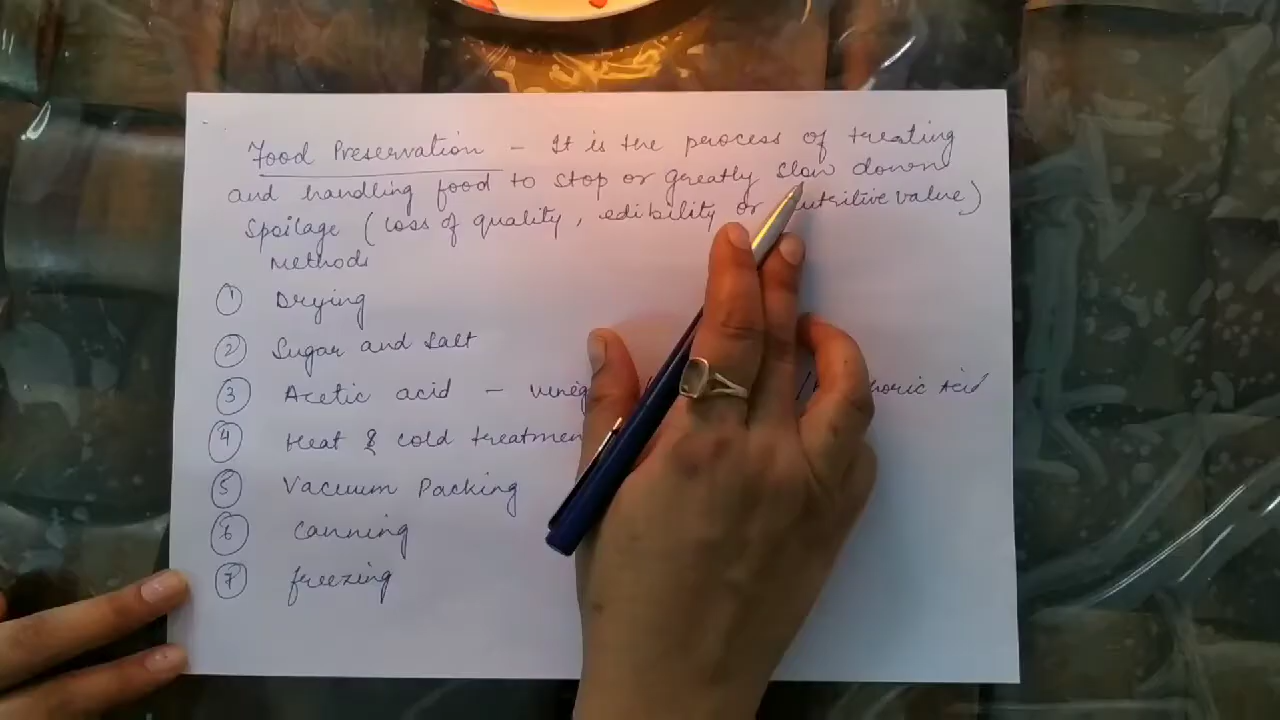 Food Preservation - It is the process of treating
and handling food to stop or greatly slow down
Spoilage (loss of quality, edibility or nutritive value)
Methods
① Drying
② Sugar and Salt
③ Acetic acid - Acid
④ Heat & cold
⑤ Vacuum Packing
⑥ Canning
⑦ freezing